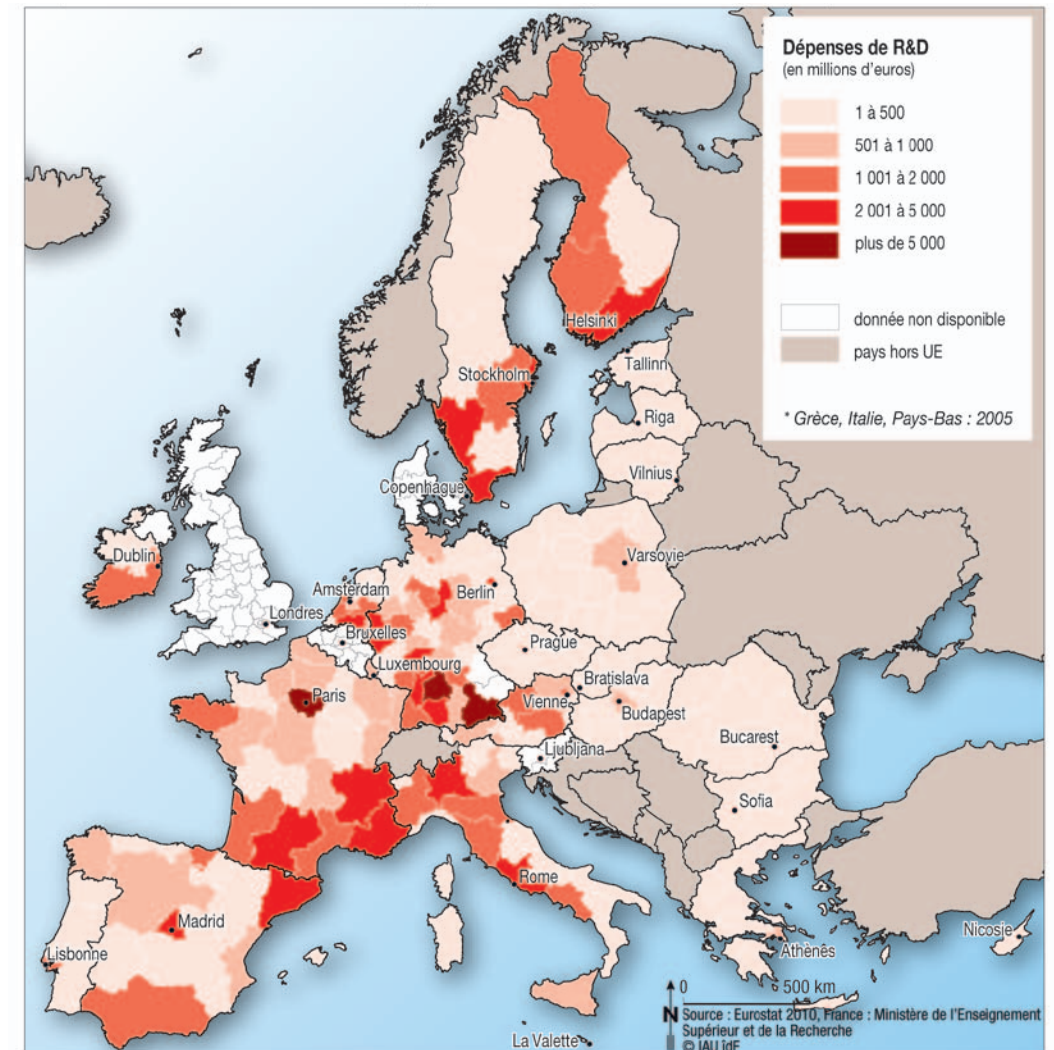 Dépenses de R&D
(en millions d'euros)
1 à 500
501 à 1 000
1 001 à 2 000
2 001 à 5 000
plus de 5 000
donnée non disponible
pays hors UE
* Grèce, Italie, Pays-Bas : 2005
Helsinki
Tallinn
Stockholm
Riga
Vilnius
Copenhague
Dublin
Varsovie
Amsterdam
Berlin
Londres
Bruxelles
Prague
Luxembourg
Paris
Bratislava
Vienne
Budapest
Bucarest
Ljubljana
Sofia
Rome
Madrid
Lisbonne
Athènes
Nicosie
0 500 km
N
Source : Eurostat 2010, France : Ministère de l'Enseignement
Supérieur et de la Recherche
© IAU îdF
La Valette